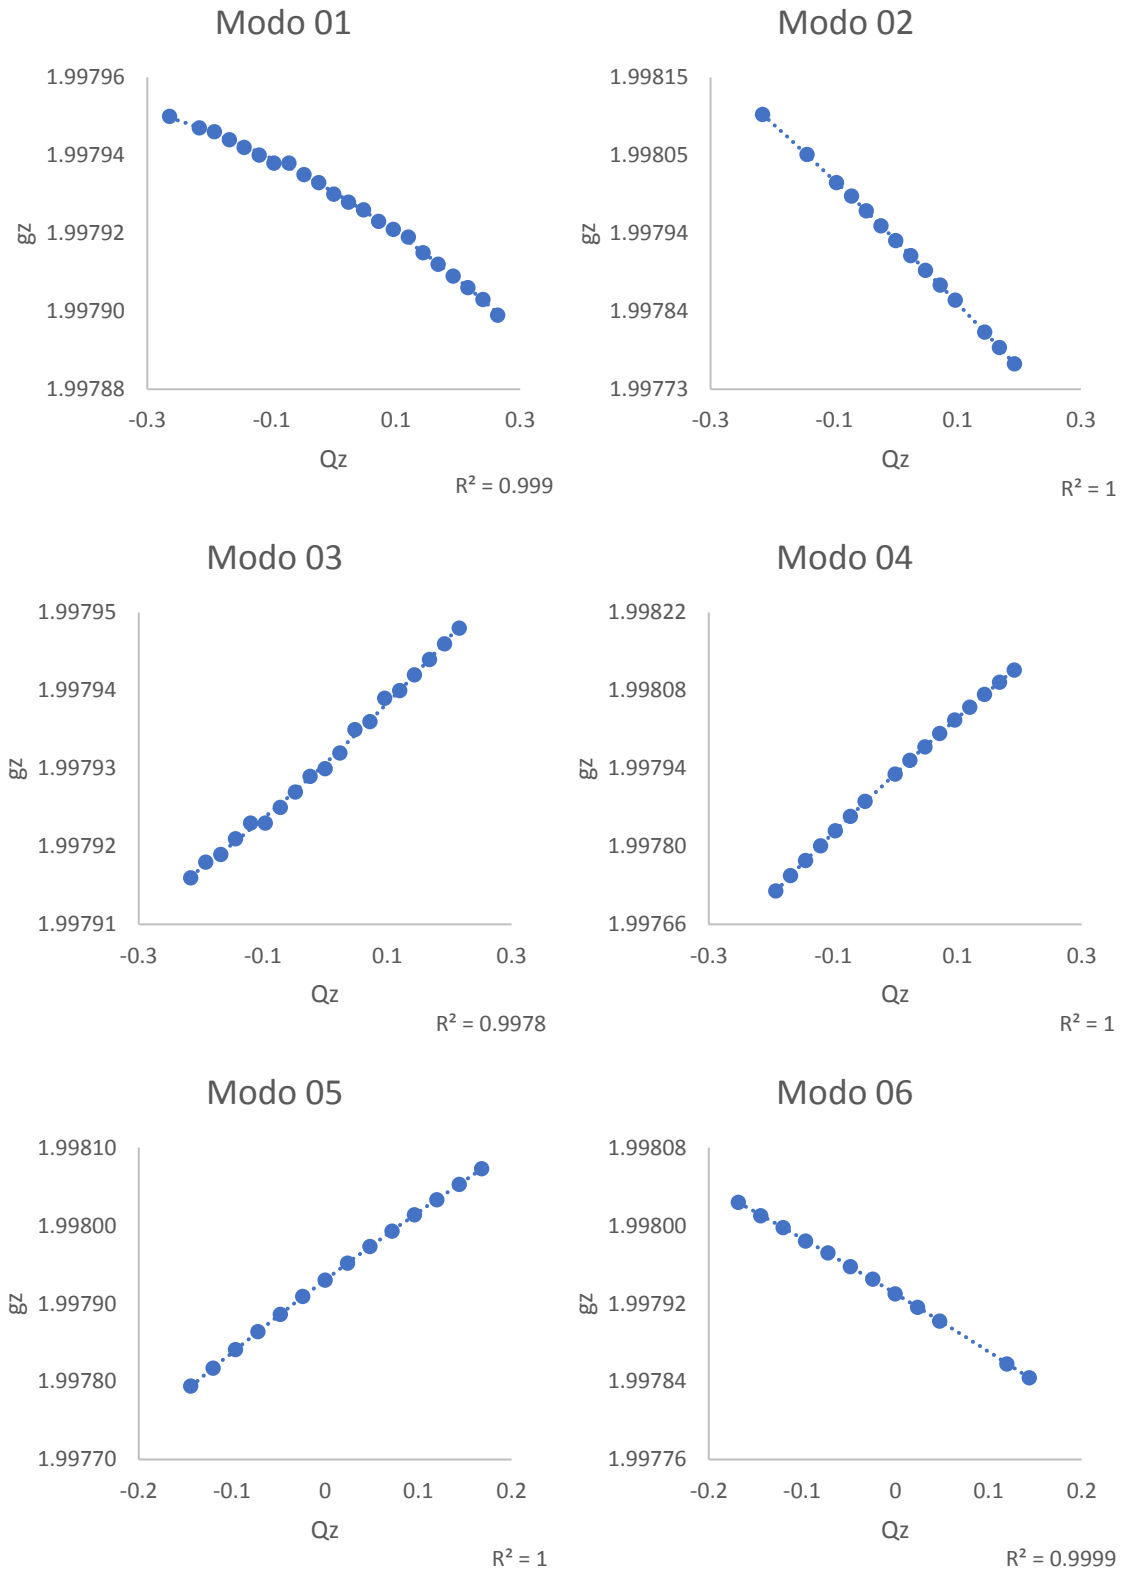 Modo 01
1.99796
1.99794
1.99792
1.99790
1.99788
gz
-0.3
-0.1
0.1
0.3
Qz
R² = 0.999
Modo 02
1.99815
1.99805
1.99794
1.99784
1.99773
gz
-0.3
-0.1
0.1
0.3
Qz
R² = 1
Modo 03
1.99795
1.99794
1.99793
1.99792
1.99791
gz
-0.3
-0.1
0.1
0.3
Qz
R² = 0.9978
Modo 04
1.99822
1.99808
1.99794
1.99780
1.99766
gz
-0.3
-0.1
0.1
0.3
Qz
R² = 1
Modo 05
1.99810
1.99800
1.99790
1.99780
1.99770
gz
-0.2
-0.1
0
0.1
0.2
Qz
R² = 1
Modo 06
1.99808
1.99800
1.99792
1.99784
1.99776
gz
-0.2
-0.1
0
0.1
0.2
Qz
R² = 0.9999